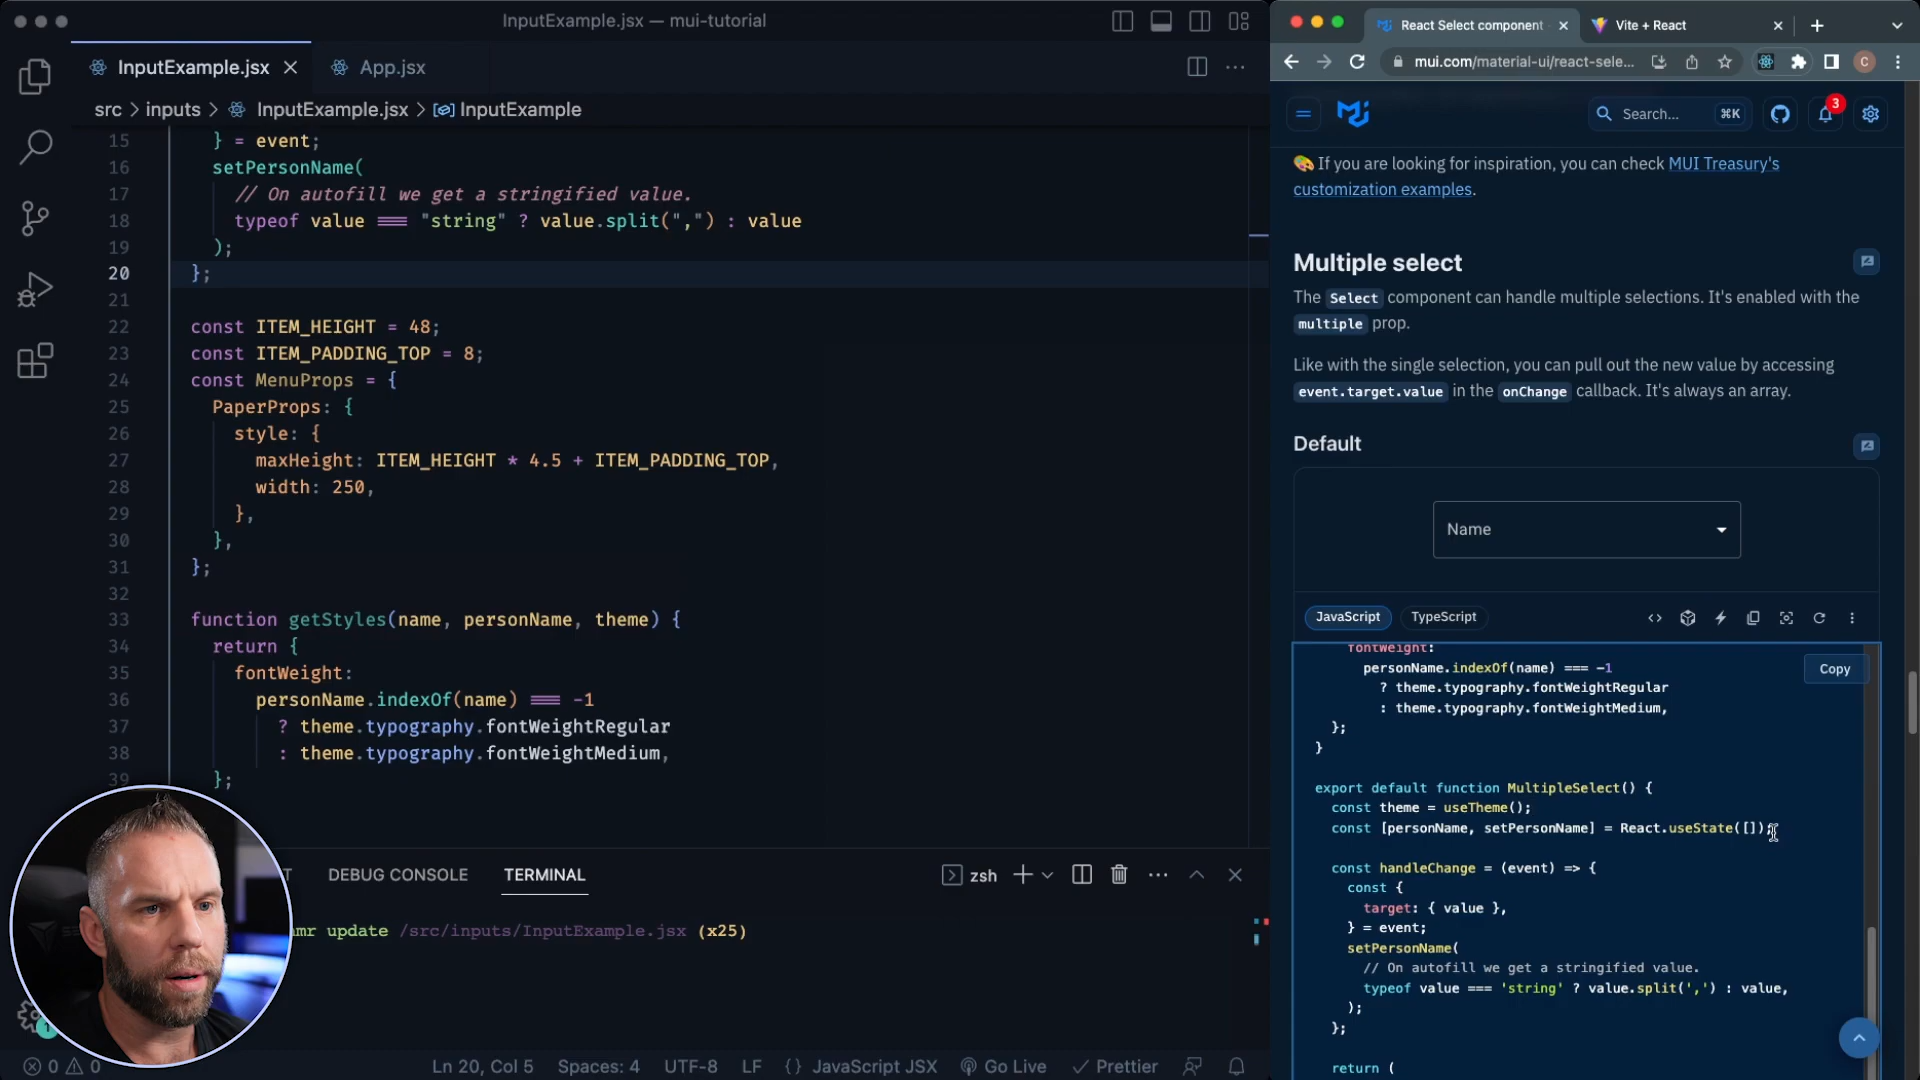 InputExample.jsx — mui-tutorial
InputExample.jsx
App.jsx
src > inputs > InputExample.jsx > InputExample
15 } = event;
16 setPersonName(
17 // On autofill we get a stringified value.
18 typeof value === "string" ? value.split(",") : value
19 );
20 };
21
22 const ITEM_HEIGHT = 48;
23 const ITEM_PADDING_TOP = 8;
24 const MenuProps = {
25 PaperProps: {
26 style: {
27 maxHeight: ITEM_HEIGHT * 4.5 + ITEM_PADDING_TOP,
28 width: 250,
29 },
30 },
31 };
32
33 function getStyles(name, personName, theme) {
34 return {
35 fontWeight:
36 personName.indexOf(name) === -1
37 ? theme.typography.fontWeightRegular
38 : theme.typography.fontWeightMedium,
39 };
T DEBUG CONSOLE TERMINAL
zsh
update /src/inputs/InputExample.jsx (x25)
1
0 0
Ln 20, Col 5 Spaces: 4 UTF-8 LF {} JavaScript JSX Go Live Prettier
React Select component
Vite + React
mui.com/material-ui/react-sele...
C
Search... ⌘K
3
🎨 If you are looking for inspiration, you can check MUI Treasury's
customization examples.
Multiple select
The Select component can handle multiple selections. It's enabled with the
multiple prop.
Like with the single selection, you can pull out the new value by accessing
event.target.value in the onChange callback. It's always an array.
Default
Name
JavaScript TypeScript
Copy
fontWeight:
personName.indexOf(name) === -1
? theme.typography.fontWeightRegular
: theme.typography.fontWeightMedium,
};
}
export default function MultipleSelect() {
const theme = useTheme();
const [personName, setPersonName] = React.useState([]);
const handleChange = (event) => {
const {
target: { value },
} = event;
setPersonName(
// On autofill we get a stringified value.
typeof value === 'string' ? value.split(',') : value,
);
};
return (